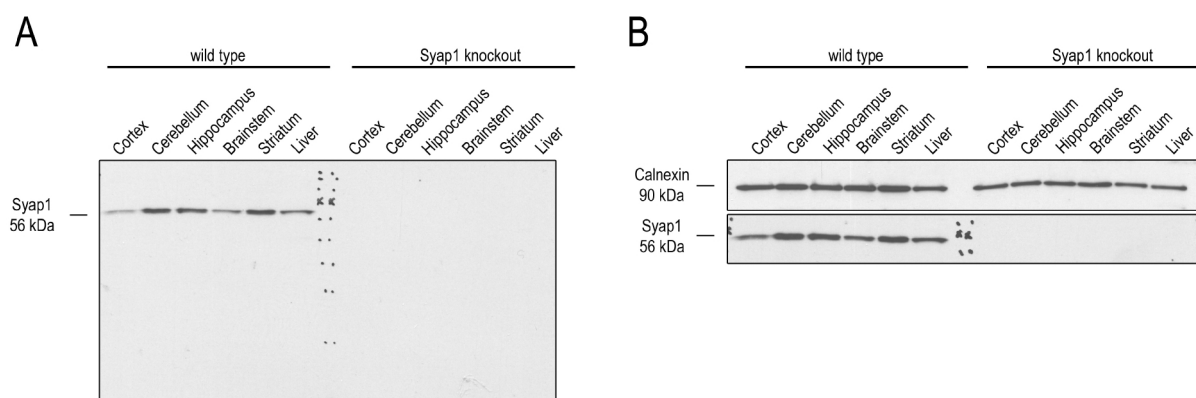 A
wild type
Syap1 knockout
Cortex
Cerebellum
Hippocampus
Brainstem
Striatum
Liver
Cortex
Cerebellum
Hippocampus
Brainstem
Striatum
Liver
Syap1
56 kDa
B
wild type
Syap1 knockout
Cortex
Cerebellum
Hippocampus
Brainstem
Striatum
Liver
Cortex
Cerebellum
Hippocampus
Brainstem
Striatum
Liver
Calnexin
90 kDa
Syap1
56 kDa